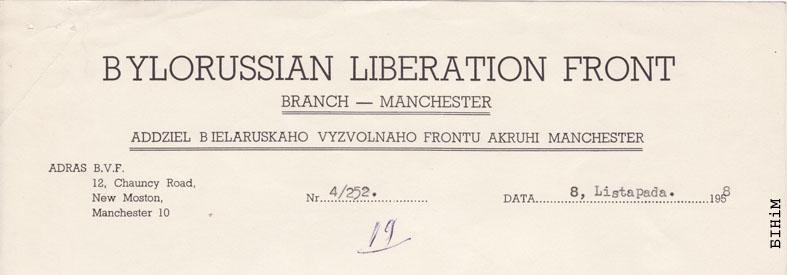 BYLORUSSIAN LIBERATION FRONT
BRANCH — MANCHESTER
ADDZIEL BIELARUSKAHO VYZVOLNAHO FRONTU AKRUHI MANCHESTER
ADRAS B.V.F.
12, Chauncy Road,
New Moston,
Manchester 10
Nr. 4/252.
DATA 8, Listapada. 1958
19
БІНіМ